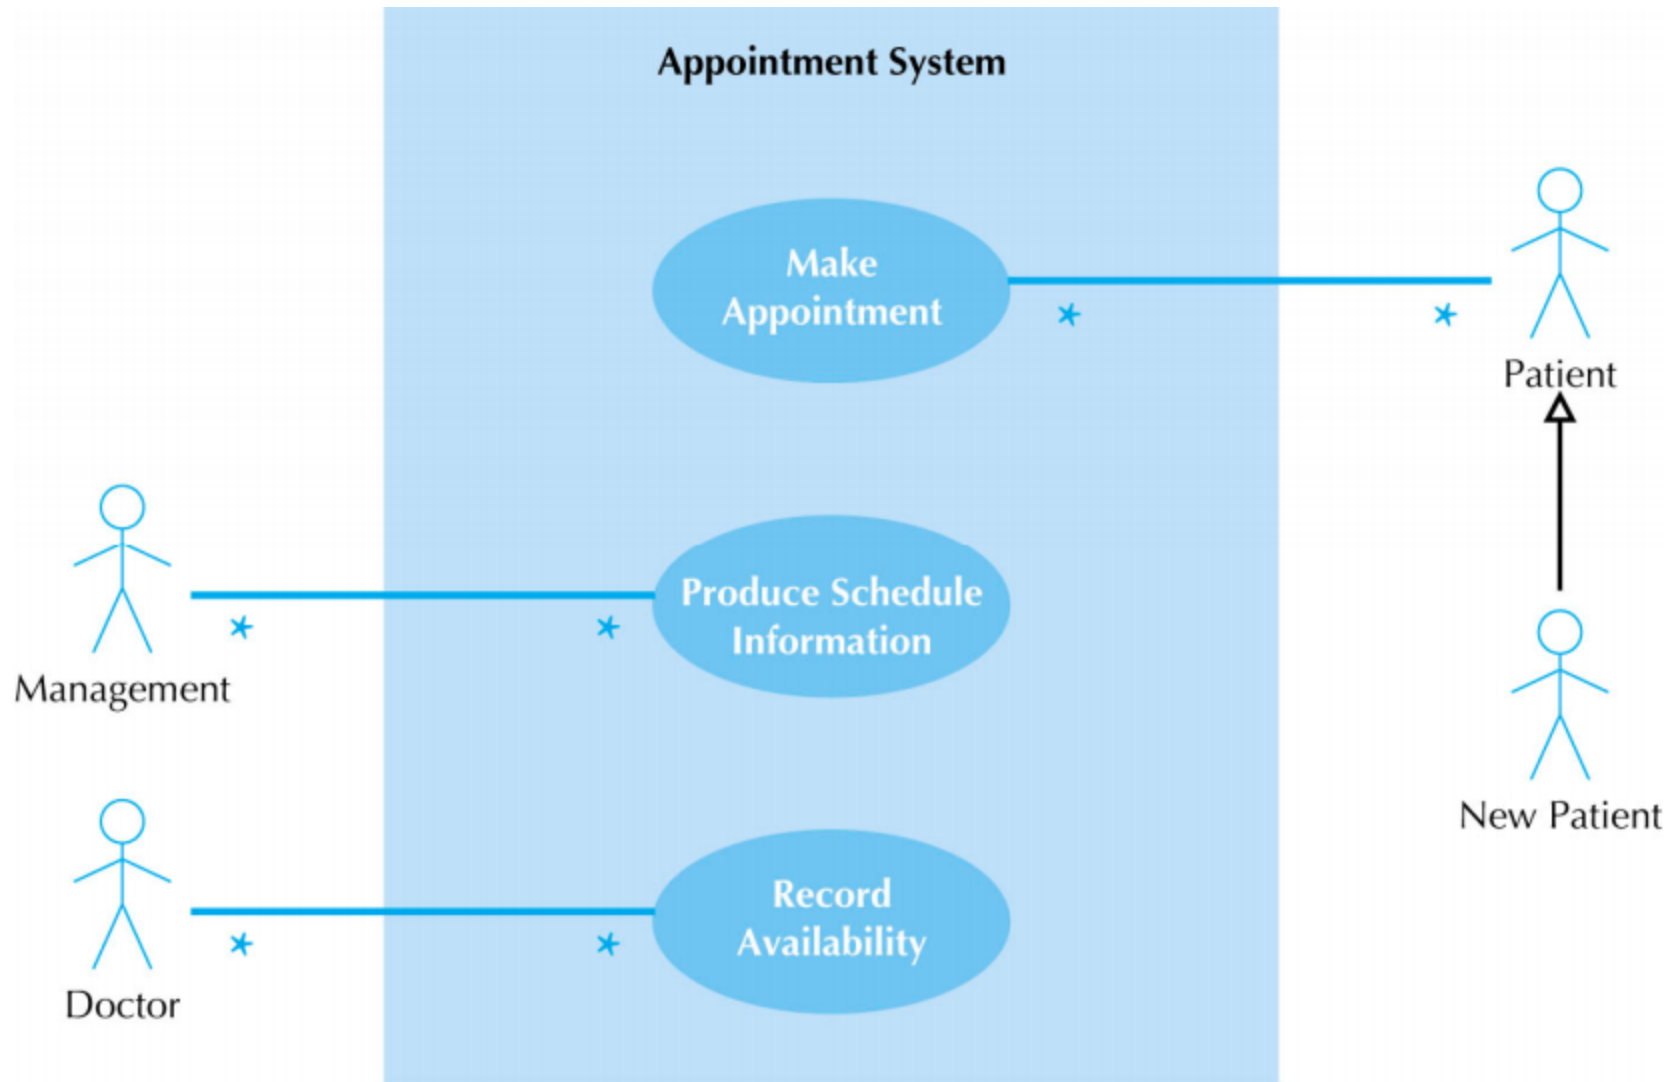 Appointment System
Make
Appointment
*
*
Patient
Management
*
*
Produce Schedule
Information
New Patient
Doctor
*
*
Record
Availability